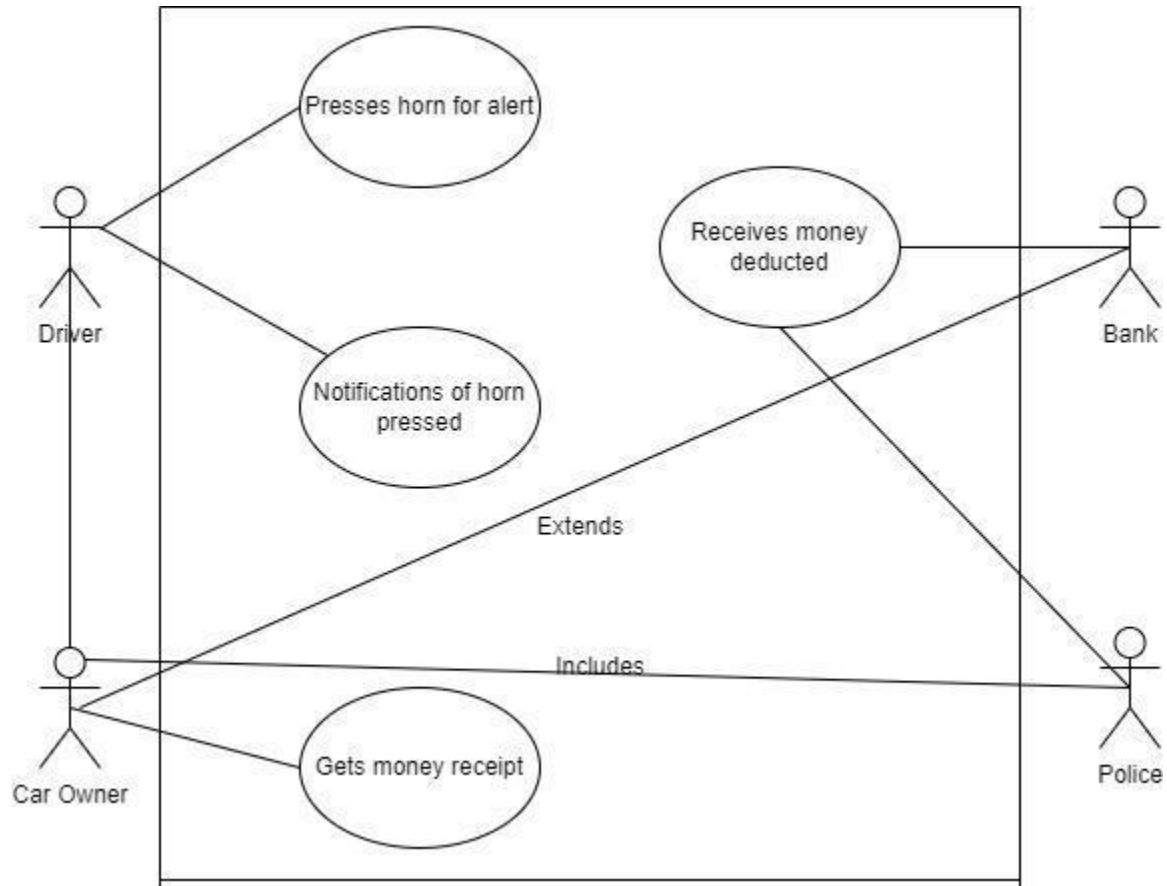 Presses horn for alert
Receives money
deducted
Driver
Bank
Notifications of horn
pressed
Extends
Includes
Gets money receipt
Car Owner
Police